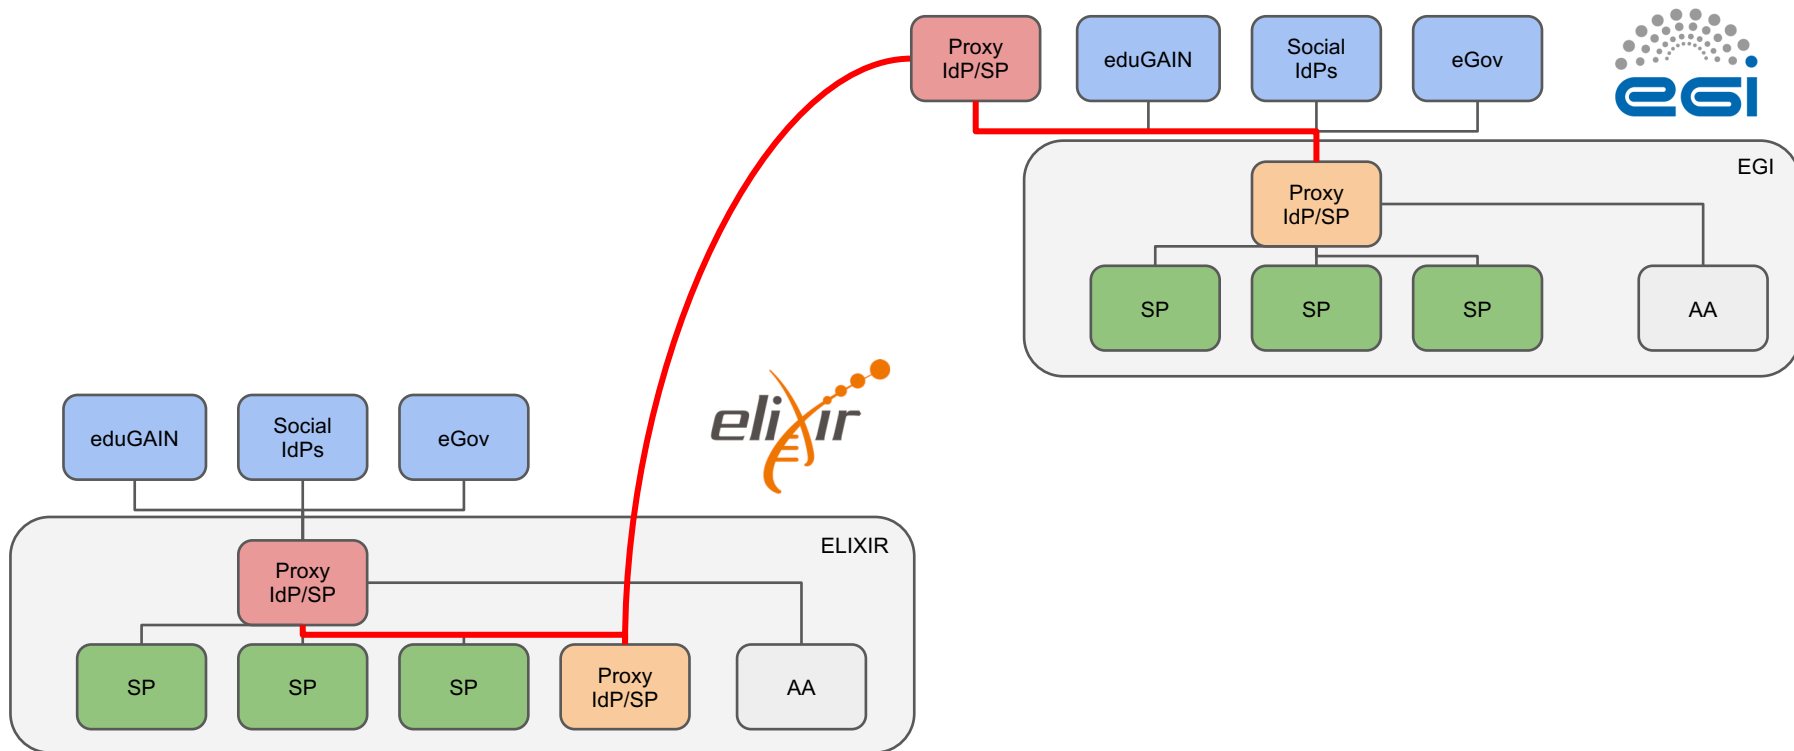 Proxy
IdP/SP
eduGAIN
Social
IdPs
eGov
egi
EGI
Proxy
IdP/SP
SP
SP
SP
AA
elixir
eduGAIN
Social
IdPs
eGov
ELIXIR
Proxy
IdP/SP
SP
SP
SP
Proxy
IdP/SP
AA